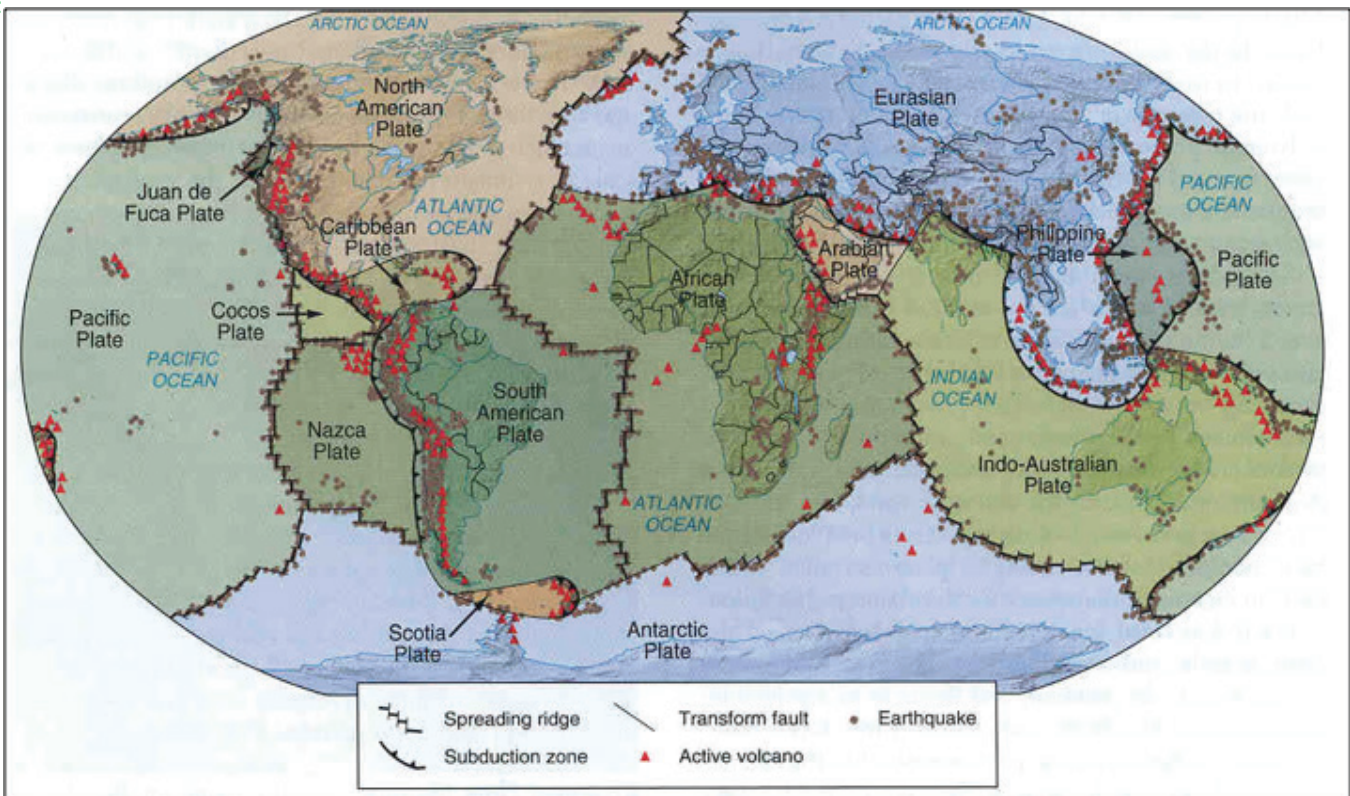 ARCTIC OCEAN
ARCTIC OCEAN
North
American
Plate
Eurasian
Plate
Juan de
Fuca Plate
ATLANTIC
OCEAN
PACIFIC
OCEAN
Caribbean
Plate
Arabian
Plate
Philippine
Plate
African
Plate
Pacific
Plate
Cocos
Plate
Pacific
Plate
PACIFIC
OCEAN
INDIAN
OCEAN
South
American
Plate
Nazca
Plate
Indo-Australian
Plate
ATLANTIC
OCEAN
Scotia
Plate
Antarctic
Plate
Spreading ridge
Transform fault
Earthquake
Subduction zone
Active volcano